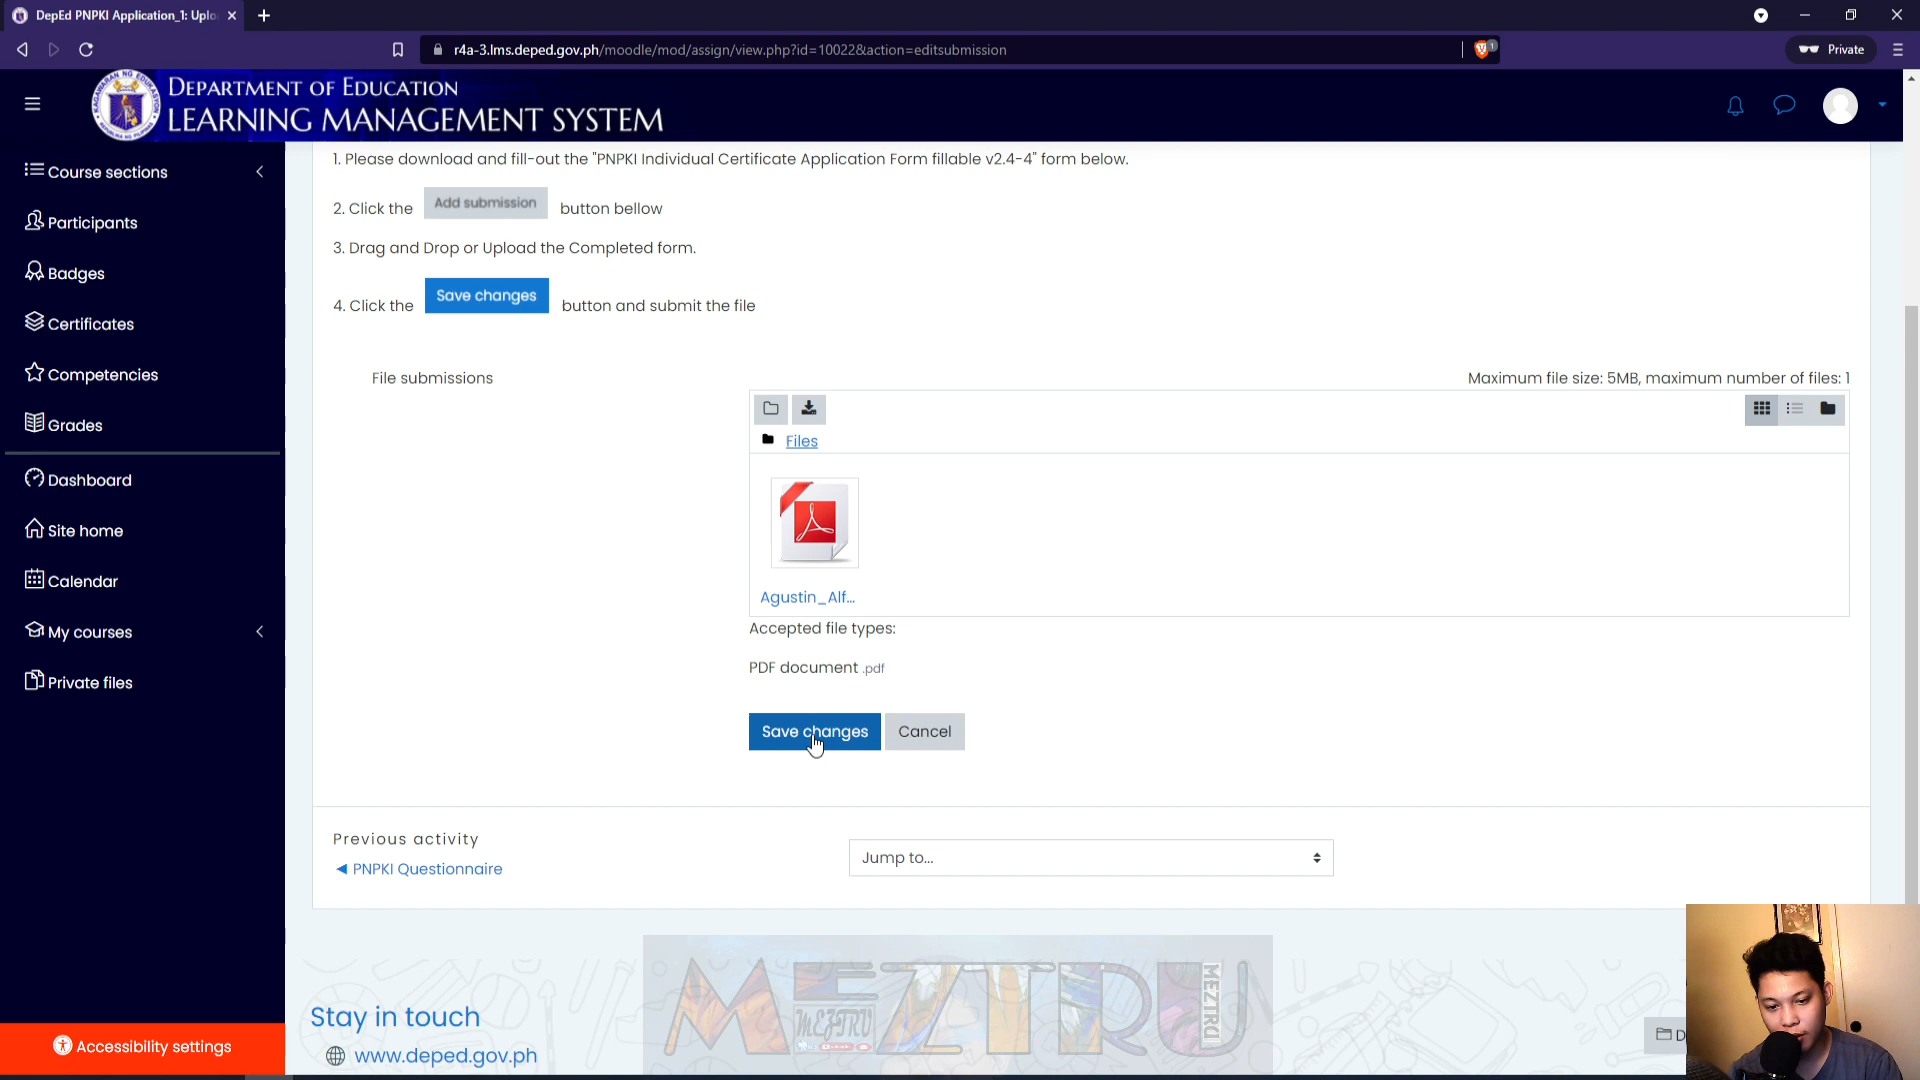 DepEd PNPKI Application_1: Uplo
r4a-3.lms.deped.gov.ph/moodle/mod/assign/view.php?id=10022&action=editsubmission
1
Private
DEPARTMENT OF EDUCATION
LEARNING MANAGEMENT SYSTEM
Course sections
Participants
Badges
Certificates
Competencies
Grades
Dashboard
Site home
Calendar
My courses
Private files
Accessibility settings
1. Please download and fill-out the "PNPKI Individual Certificate Application Form fillable v2.4-4" form below.
2. Click the Add submission button bellow
3. Drag and Drop or Upload the Completed form.
4. Click the Save changes button and submit the file
File submissions
Maximum file size: 5MB, maximum number of files: 1
Files
Agustin_Alf...
Accepted file types:
PDF document .pdf
Save changes
Cancel
Previous activity
◄ PNPKI Questionnaire
Jump to...
MEZTRU
MEZTRU
MEZTRU
Stay in touch
www.deped.gov.ph
D